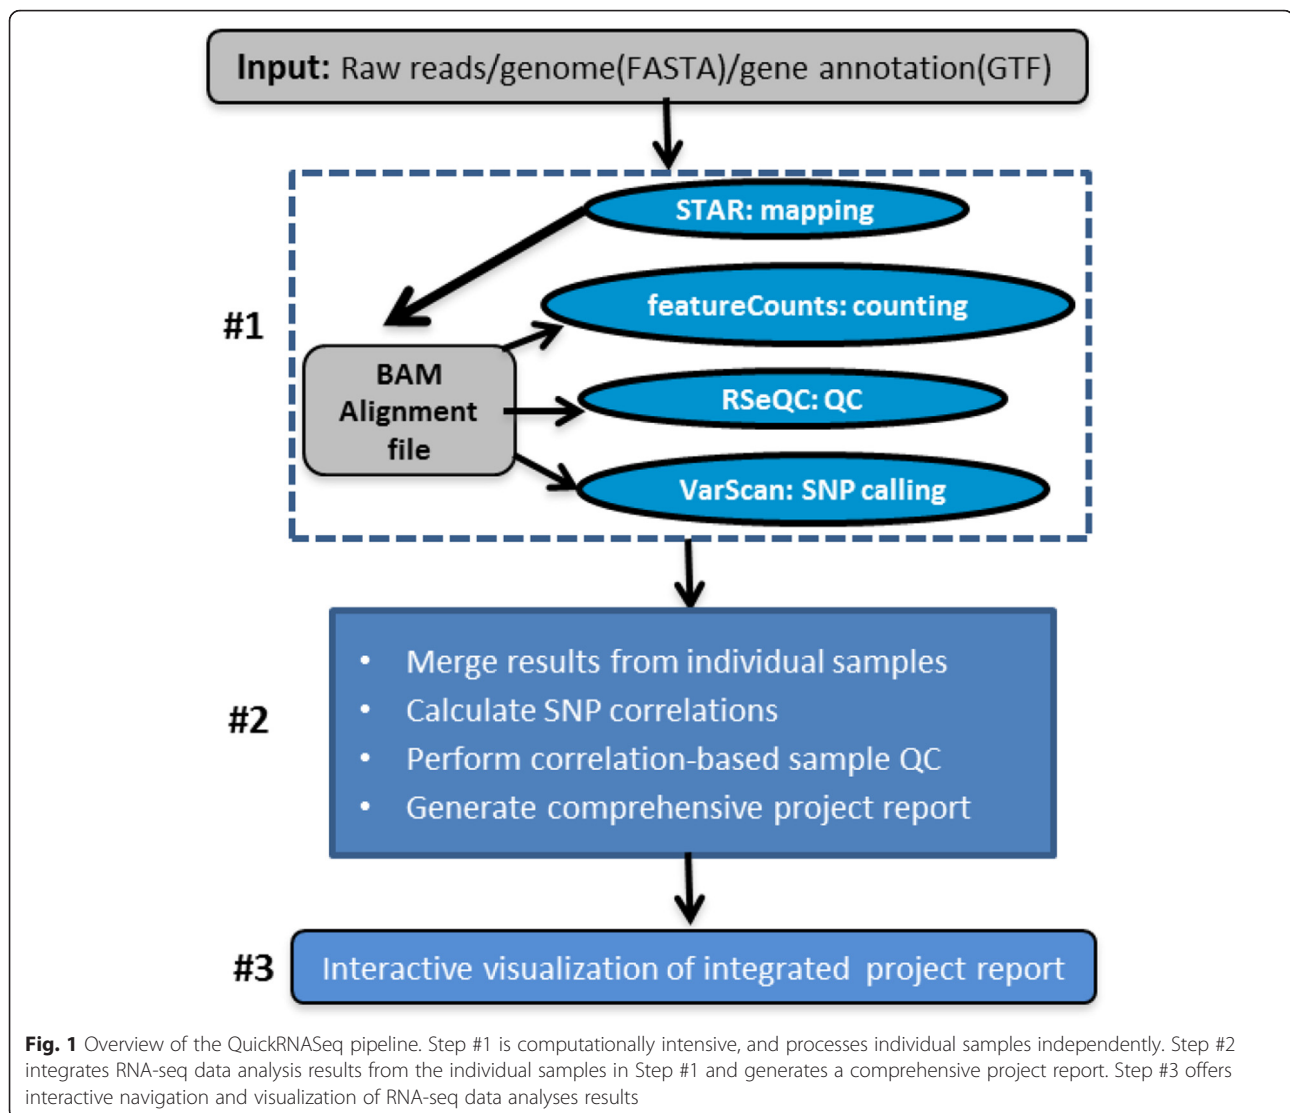 Input: Raw reads/genome(FASTA)/gene annotation(GTF)
#1
STAR: mapping
featureCounts: counting
BAM
Alignment
file
RSeQC: QC
VarScan: SNP calling
#2
• Merge results from individual samples
• Calculate SNP correlations
• Perform correlation-based sample QC
• Generate comprehensive project report
#3
Interactive visualization of integrated project report
Fig. 1 Overview of the QuickRNASeq pipeline. Step #1 is computationally intensive, and processes individual samples independently. Step #2
integrates RNA-seq data analysis results from the individual samples in Step #1 and generates a comprehensive project report. Step #3 offers
interactive navigation and visualization of RNA-seq data analyses results